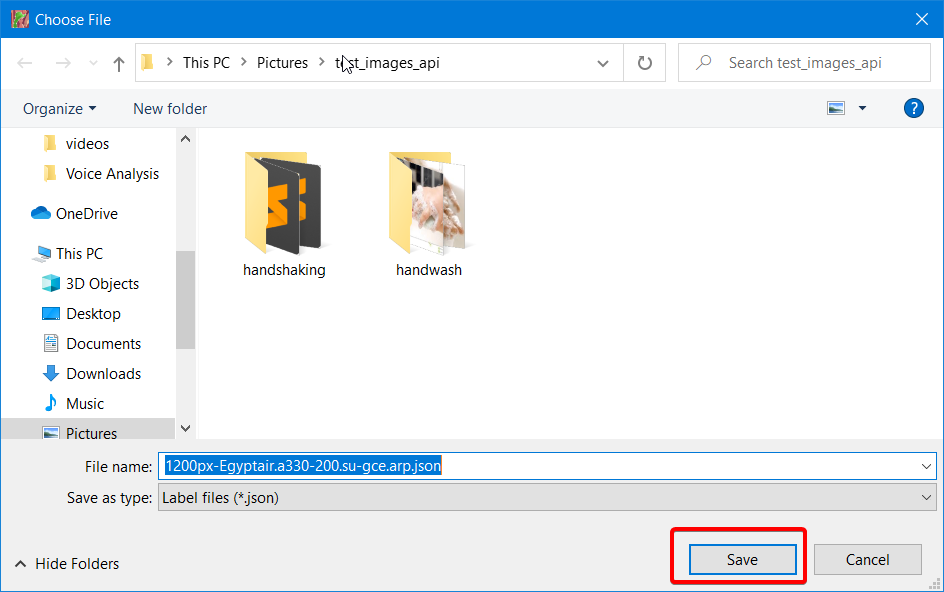 Choose File
This PC > Pictures > test_images_api
Search test_images_api
Organize
New folder
?
videos
Voice Analysis
OneDrive
This PC
3D Objects
Desktop
Documents
Downloads
Music
Pictures
handshaking
handwash
File name: 1200px-Egyptair.a330-200.su-gce.arp.json
Save as type: Label files (*.json)
Hide Folders
Save
Cancel